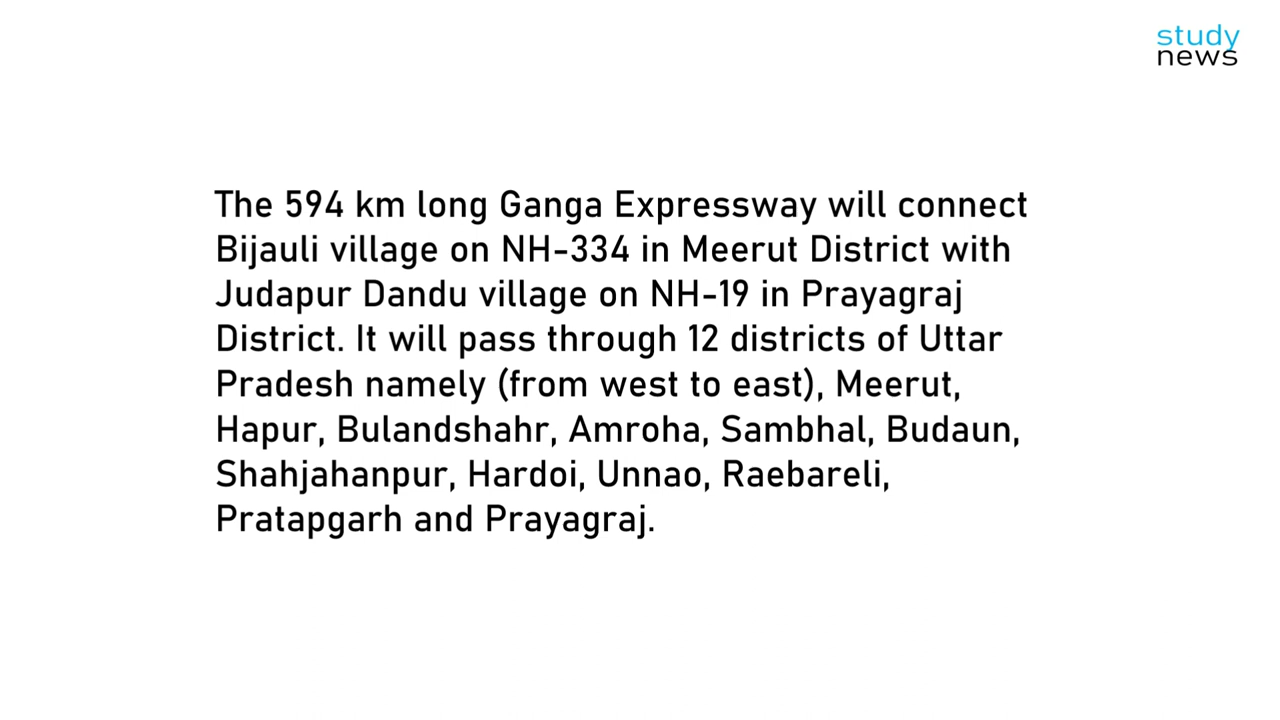 study
news
The 594 km long Ganga Expressway will connect
Bijauli village on NH-334 in Meerut District with
Judapur Dandu village on NH-19 in Prayagraj
District. It will pass through 12 districts of Uttar
Pradesh namely (from west to east), Meerut,
Hapur, Bulandshahr, Amroha, Sambhal, Budaun,
Shahjahanpur, Hardoi, Unnao, Raebareli,
Pratapgarh and Prayagraj.